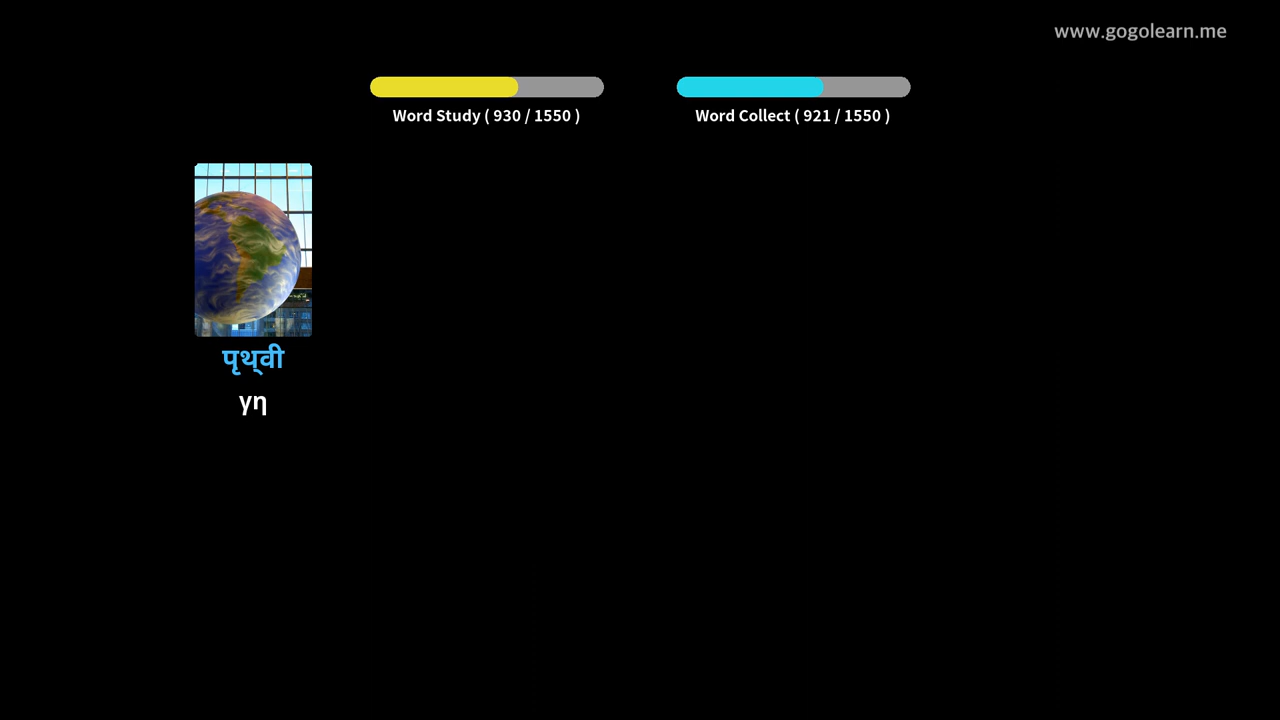 www.gogolearn.me
Word Study ( 930 / 1550 )
Word Collect ( 921 / 1550 )
पृथ्वी
γη